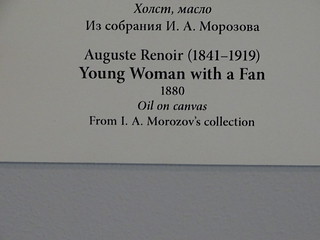 Холст, масло
Из собрания И. А. Морозова
Auguste Renoir (1841–1919)
Young Woman with a Fan
1880
Oil on canvas
From I. A. Morozov's collection